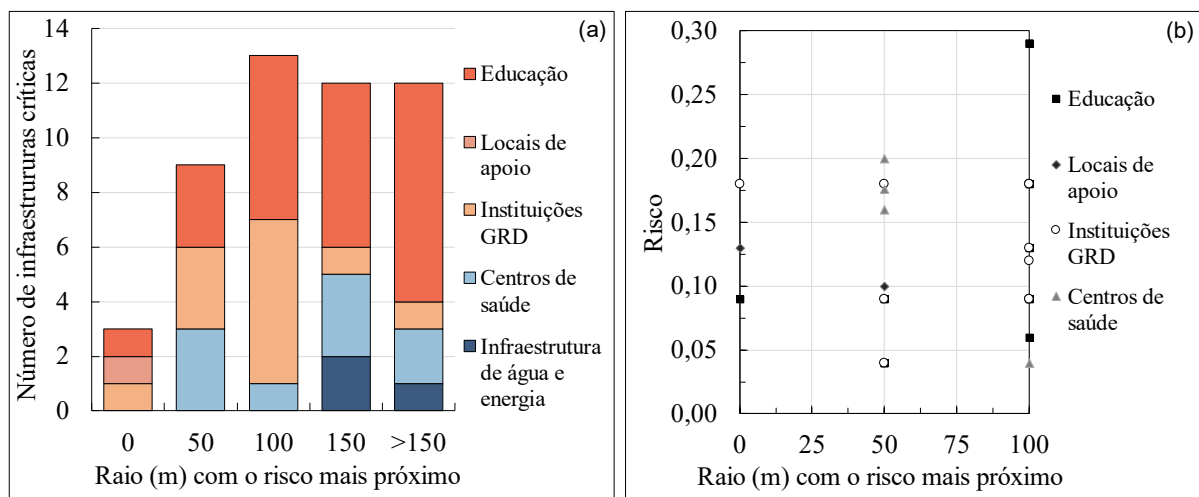 (a)
Número de infraestrururas críticas
14
12
10
8
6
4
2
0
0 50 100 150 >150
Raio (m) com o risco mais próximo
Educação
Locais de
apoio
Instituições
GRD
Centros de
saúde
Infraestrutura
de água e
energia
(b)
Risco
0,30
0,25
0,20
0,15
0,10
0,05
0,00
0 25 50 75 100
Raio (m) com o risco mais próximo
Educação
Locais de
apoio
Instituições
GRD
Centros de
saúde